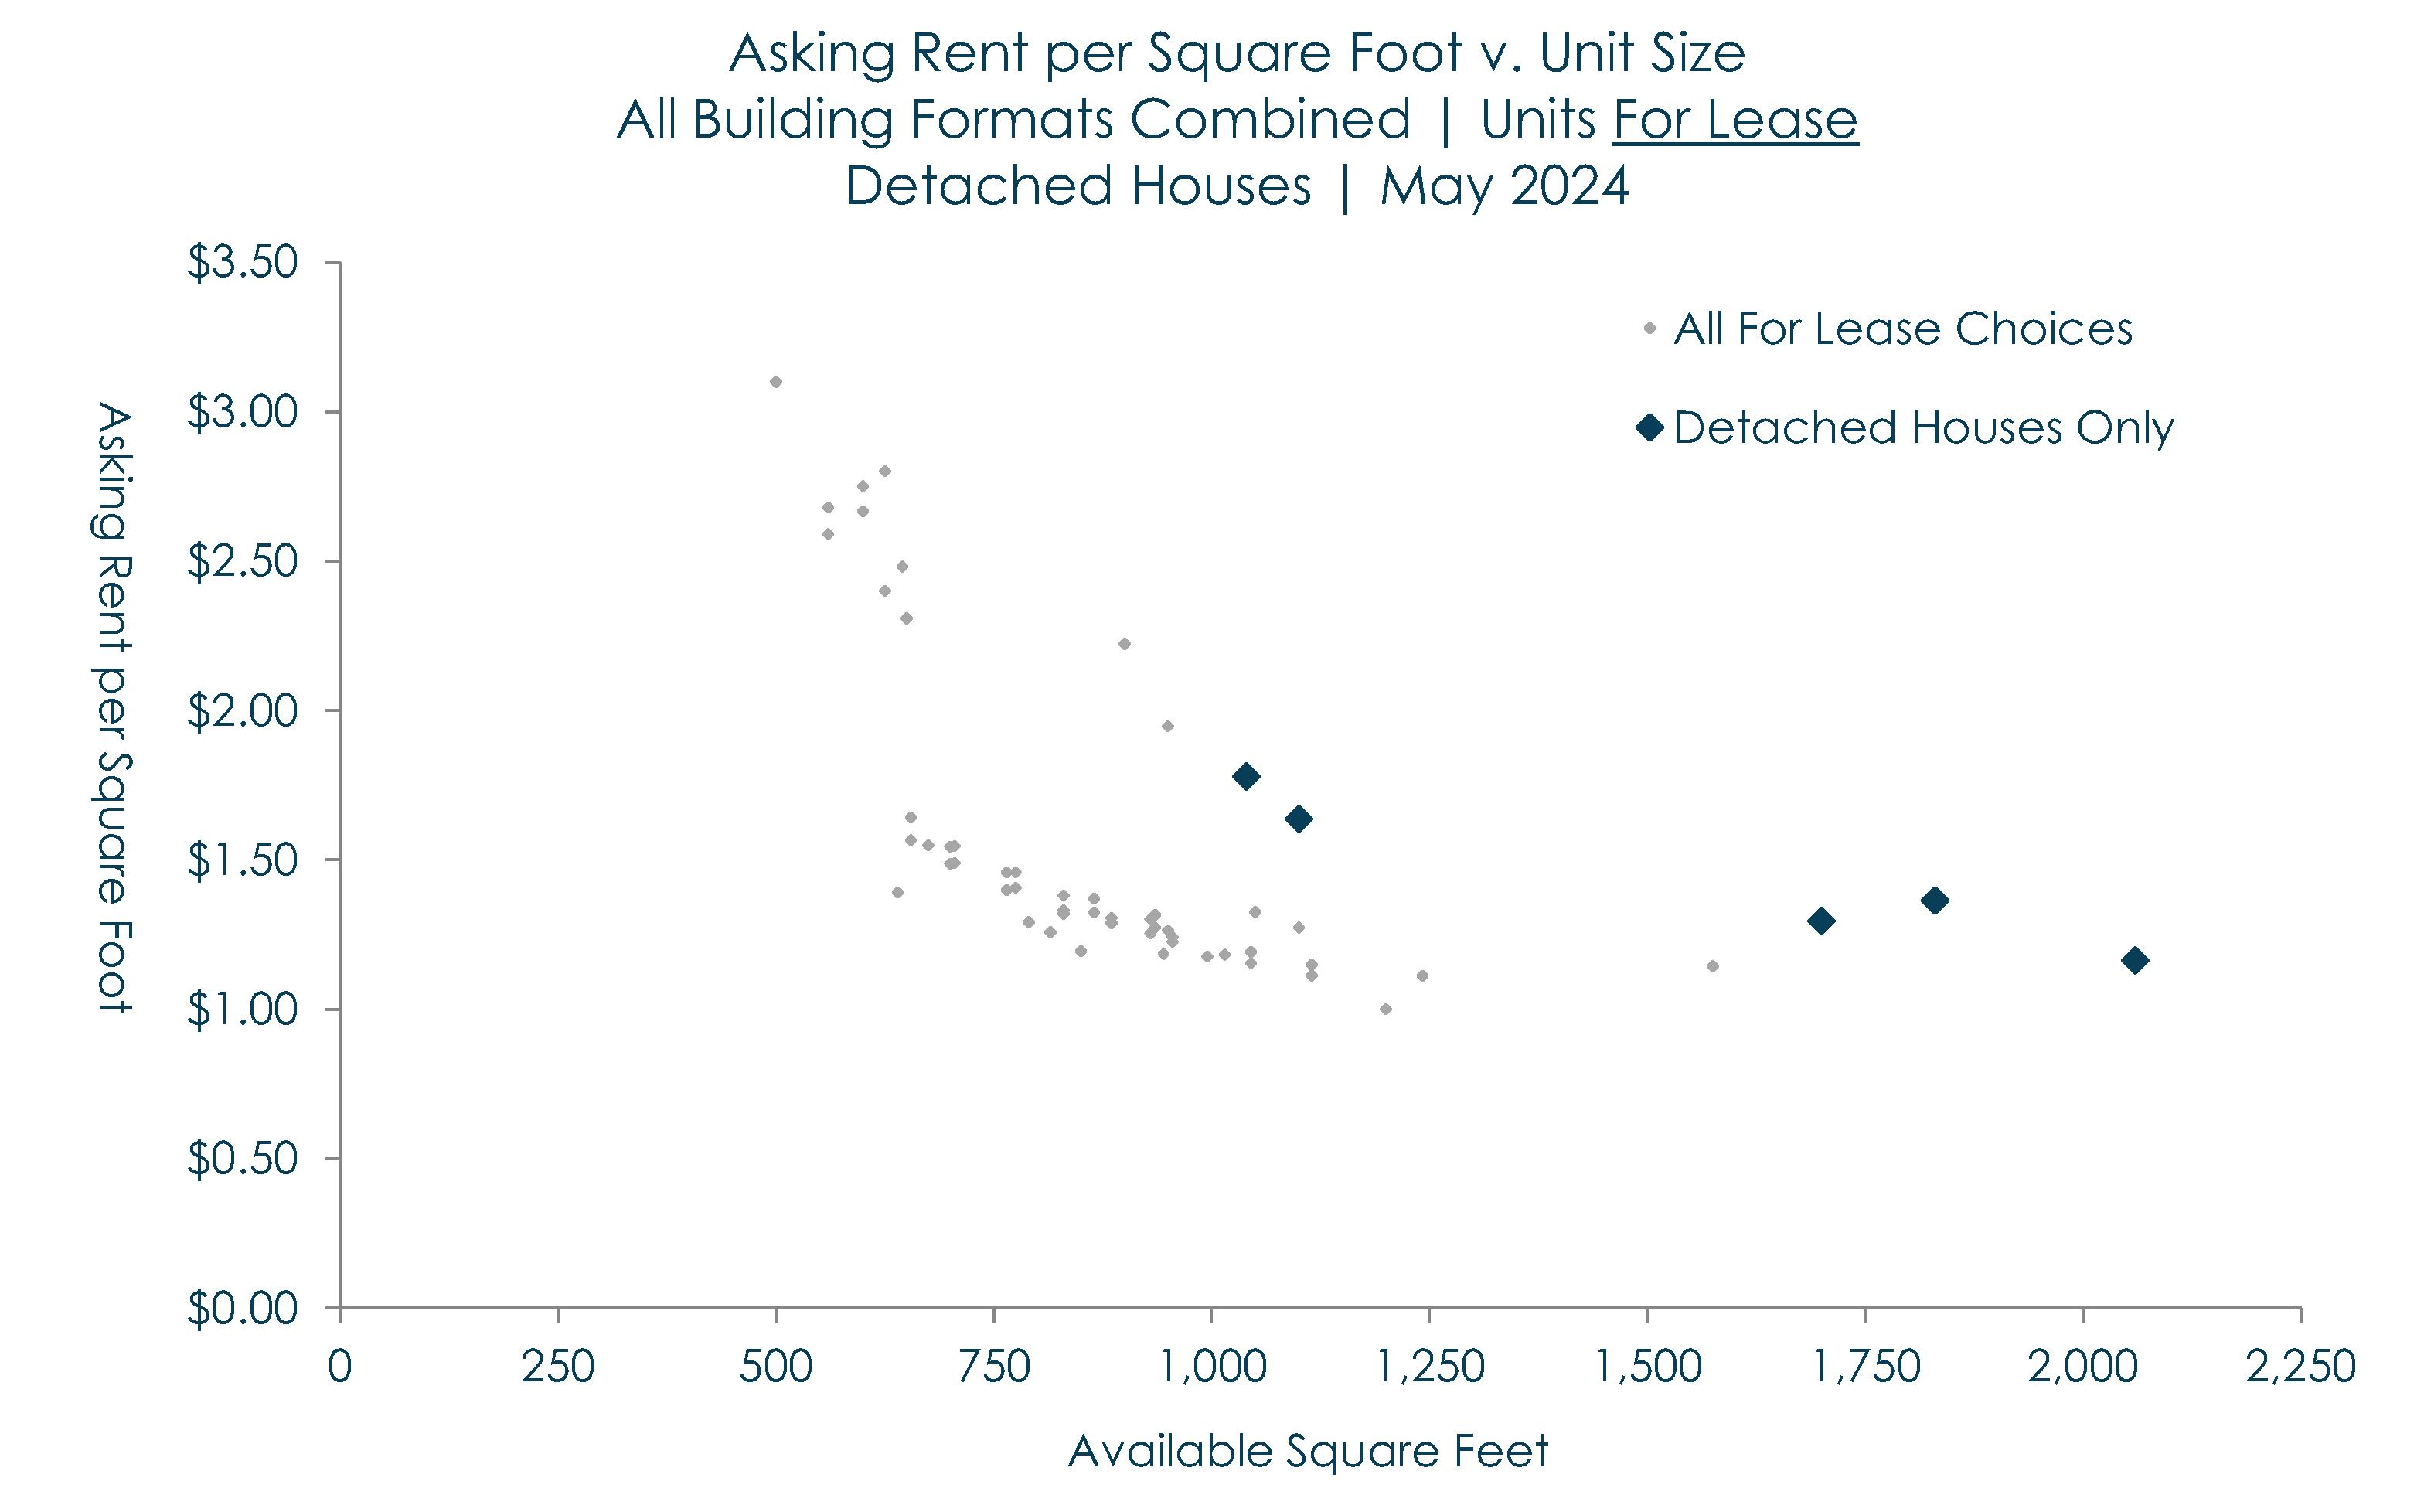 Asking Rent per Square Foot v. Unit Size
All Building Formats Combined | Units For Lease
Detached Houses | May 2024
$3.50
$3.00
$2.50
$2.00
$1.50
$1.00
$0.50
$0.00
Asking Rent per Square Foot
All For Lease Choices
Detached Houses Only
0 250 500 750 1,000 1,250 1,500 1,750 2,000 2,250
Available Square Feet